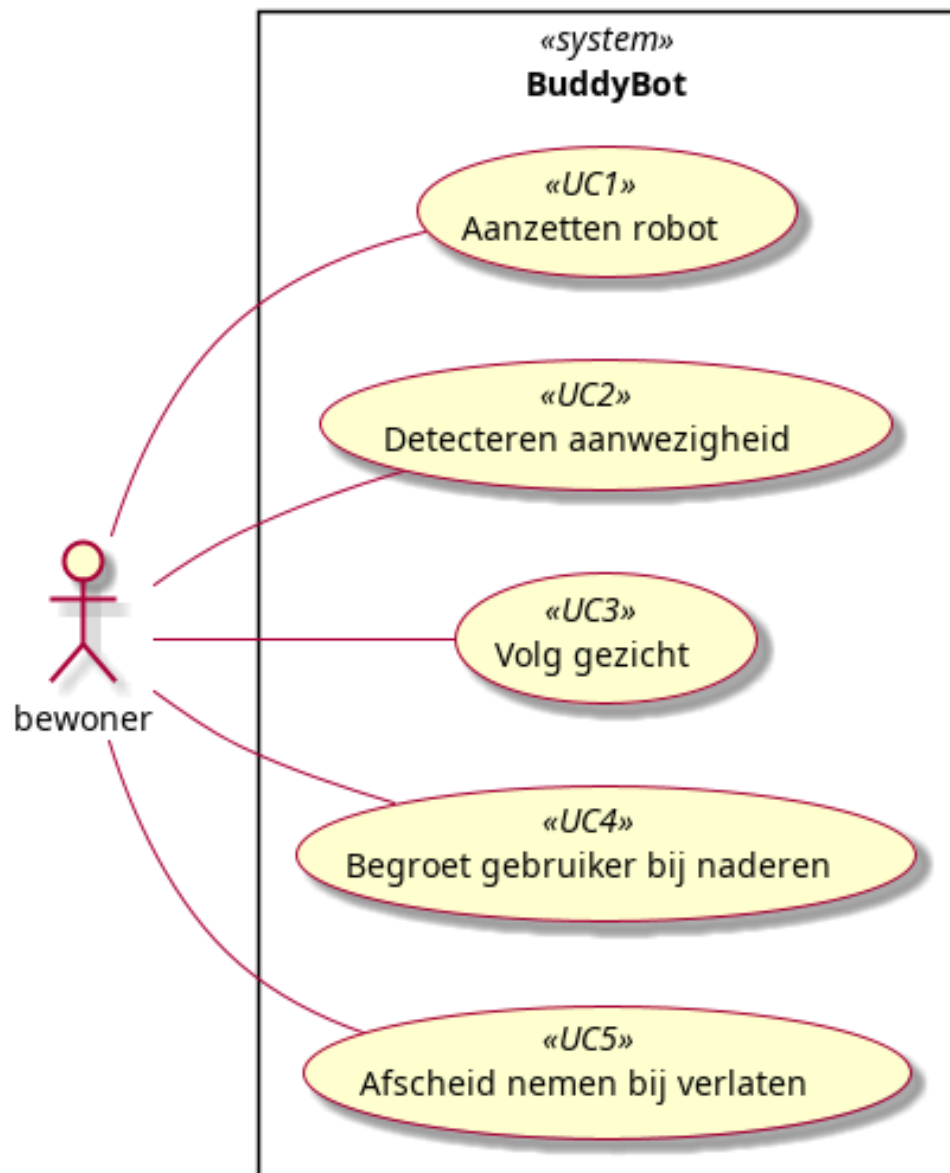 «system»
BuddyBot
«UC1»
Aanzetten robot
«UC2»
Detecteren aanwezigheid
«UC3»
Volg gezicht
bewoner
«UC4»
Begroet gebruiker bij naderen
«UC5»
Afscheid nemen bij verlaten